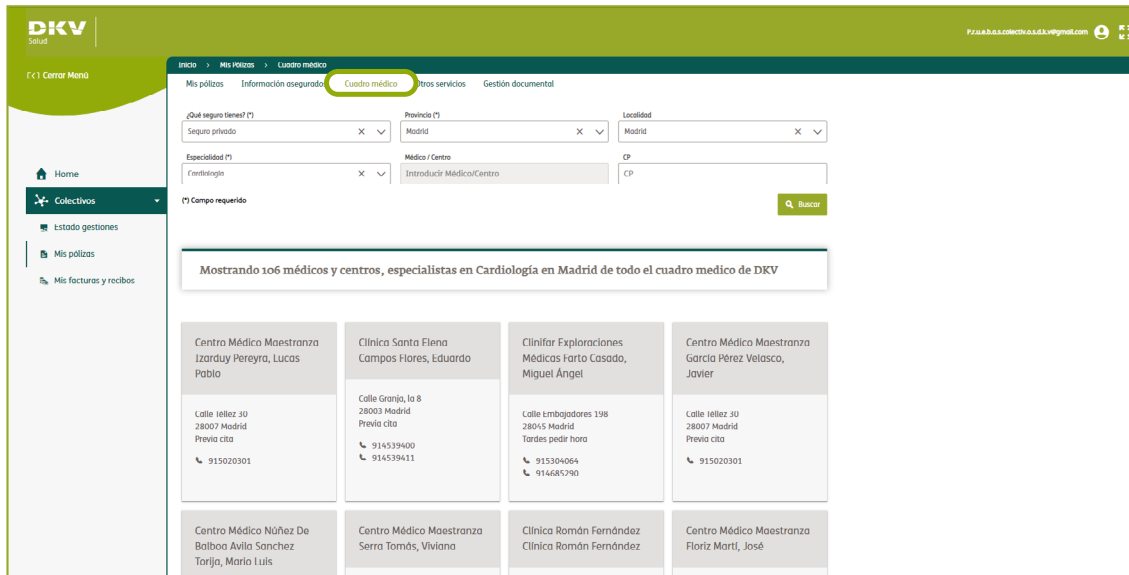 DKV
Salud
P.r.u.e.b.a.s.colectiv.o.s.d.k.v@gmail.com
Cerrar Menú
Inicio > Mis Pólizas > Cuadro médico
Mis pólizas Información asegurado Cuadro médico Otros servicios Gestión documental
¿Qué seguro tienes? (*) Provincia (*) Localidad
Seguro privado Madrid Madrid
Especialidad (*) Médico / Centro CP
Cardiología Introducir Médico/Centro CP
(*) Campo requerido
Buscar
Home
Colectivos
Estado gestiones
Mis pólizas
Mis facturas y recibos
Mostrando 106 médicos y centros, especialistas en Cardiología en Madrid de todo el cuadro medico de DKV
Centro Médico Maestranza
Izarduy Pereyra, Lucas
Pablo
Calle Téllez 30
28007 Madrid
Previa cita
915020301
Clínica Santa Elena
Campos Flores, Eduardo
Calle Granja, la 8
28003 Madrid
Previa cita
914539400
914539411
Clinifar Exploraciones
Médicas Farto Casado,
Miguel Ángel
Calle Embajadores 198
28045 Madrid
Tardes pedir hora
915304064
914685290
Centro Médico Maestranza
García Pérez Velasco,
Javier
Calle Téllez 30
28007 Madrid
Previa cita
915020301
Centro Médico Núñez De
Balboa Avila Sanchez
Torija, Mario Luis
Centro Médico Maestranza
Serra Tomás, Viviana
Clínica Román Fernández
Clínica Román Fernández
Centro Médico Maestranza
Floriz Martí, José